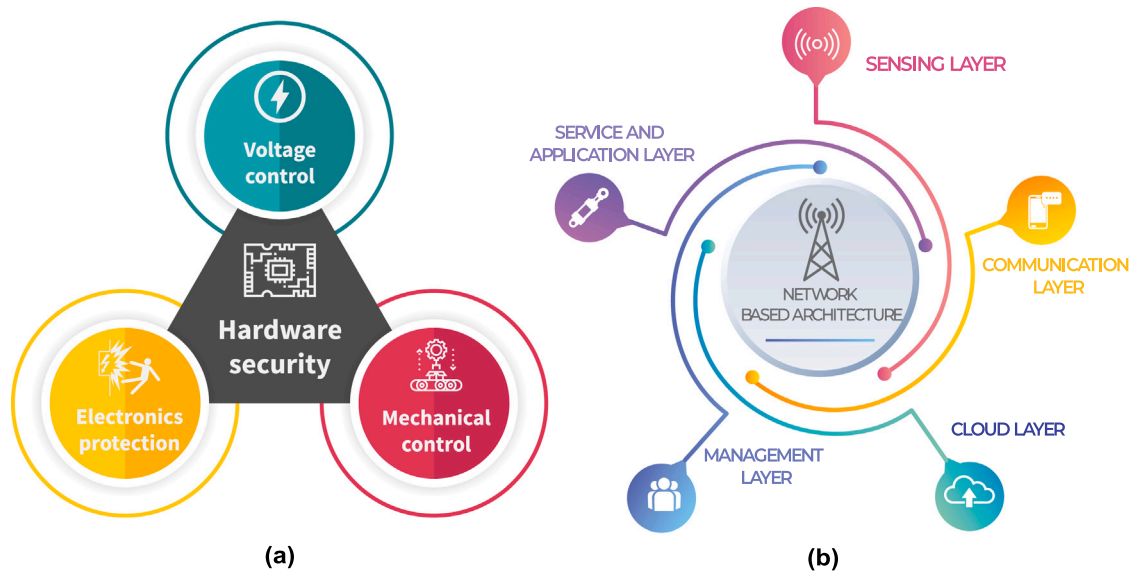 Voltage
control
Hardware
security
Electronics
protection
Mechanical
control
(a)
SENSING LAYER
SERVICE AND
APPLICATION LAYER
COMMUNICATION
LAYER
NETWORK
BASED ARCHITECTURE
CLOUD LAYER
MANAGEMENT
LAYER
(b)